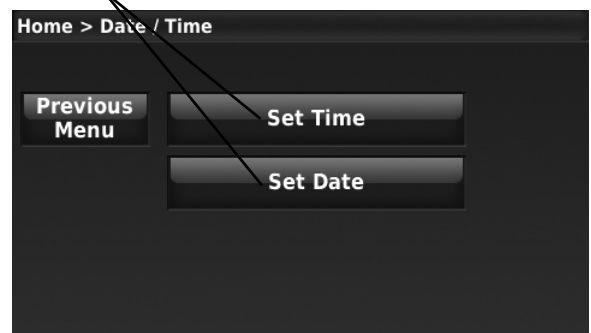 Home > Date / Time
Previous
Menu
Set Time
Set Date